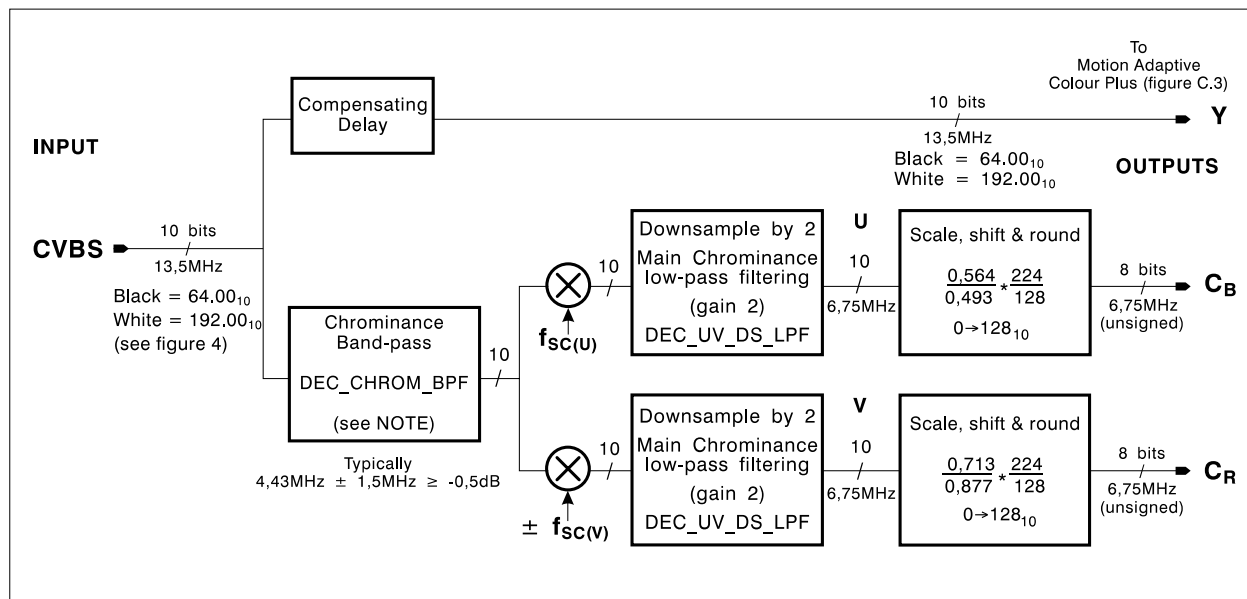 To
Motion Adaptive
Colour Plus (figure C.3)
Compensating
Delay
10 bits
13,5MHz
Y
Black = 64.00₁₀
White = 192.00₁₀
INPUT
OUTPUTS
CVBS
10 bits
13,5MHz
Black = 64.00₁₀
White = 192.00₁₀
(see figure 4)
Chrominance
Band-pass
DEC_CHROM_BPF
(see NOTE)
Typically
4,43MHz ± 1,5MHz ≥ -0,5dB
10
fSC(U)
10
Downsample by 2
Main Chrominance
low-pass filtering
(gain 2)
DEC_UV_DS_LPF
U
10
6,75MHz
Scale, shift & round
0,564/0,493 * 224/128
0→128₁₀
8 bits
6,75MHz
(unsigned)
CB
± fSC(V)
10
Downsample by 2
Main Chrominance
low-pass filtering
(gain 2)
DEC_UV_DS_LPF
V
10
6,75MHz
Scale, shift & round
0,713/0,877 * 224/128
0→128₁₀
8 bits
6,75MHz
(unsigned)
CR